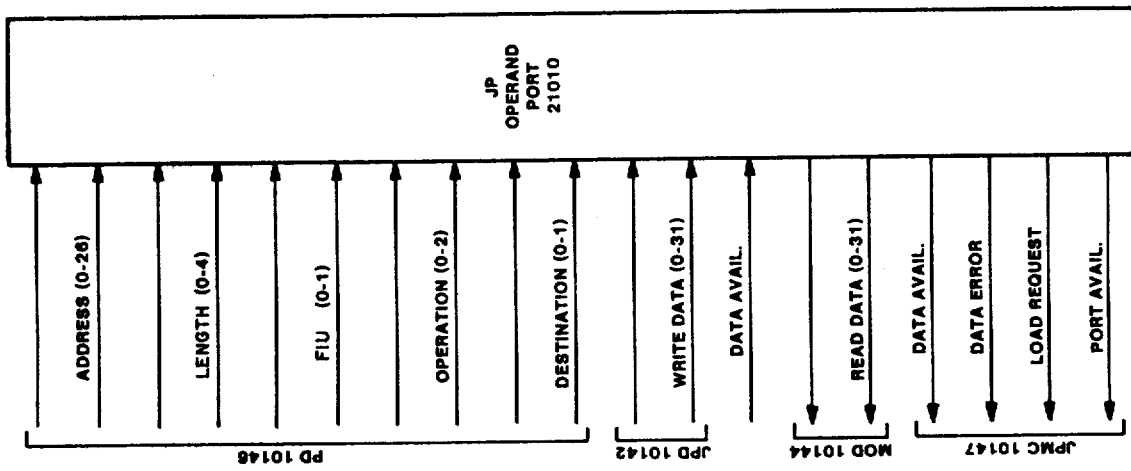 JP
OPERAND
PORT
21010
ADDRESS (0-26)
LENGTH (0-4)
FIU (0-1)
OPERATION (0-2)
DESTINATION (0-1)
WRITE DATA (0-31)
DATA AVAIL.
READ DATA (0-31)
DATA AVAIL.
DATA ERROR
LOAD REQUEST
PORT AVAIL.
PD 10146
JPD 10142
MOD 10144
JPMC 10147